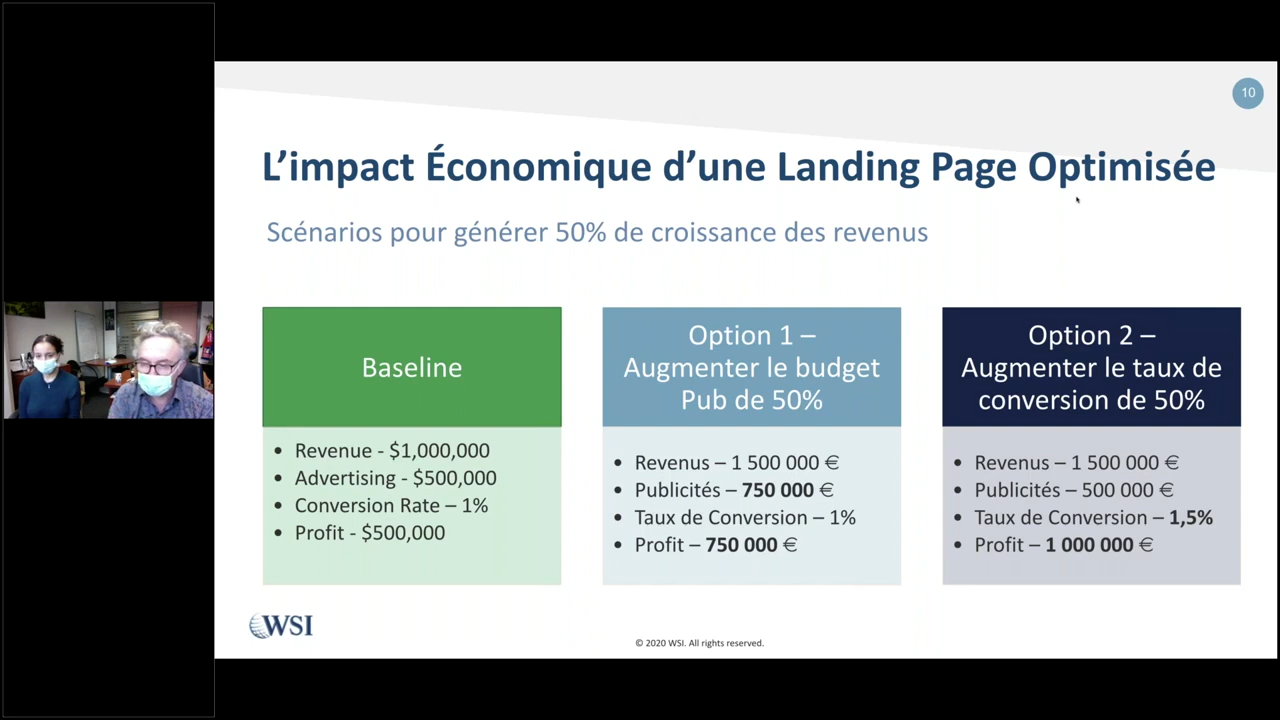 10
L’impact Économique d’une Landing Page Optimisée
Scénarios pour générer 50% de croissance des revenus
Baseline
• Revenue - $1,000,000
• Advertising - $500,000
• Conversion Rate – 1%
• Profit - $500,000
Option 1 –
Augmenter le budget
Pub de 50%
• Revenus – 1 500 000 €
• Publicités – 750 000 €
• Taux de Conversion – 1%
• Profit – 750 000 €
Option 2 –
Augmenter le taux de
conversion de 50%
• Revenus – 1 500 000 €
• Publicités – 500 000 €
• Taux de Conversion – 1,5%
• Profit – 1 000 000 €
WSI
© 2020 WSI. All rights reserved.